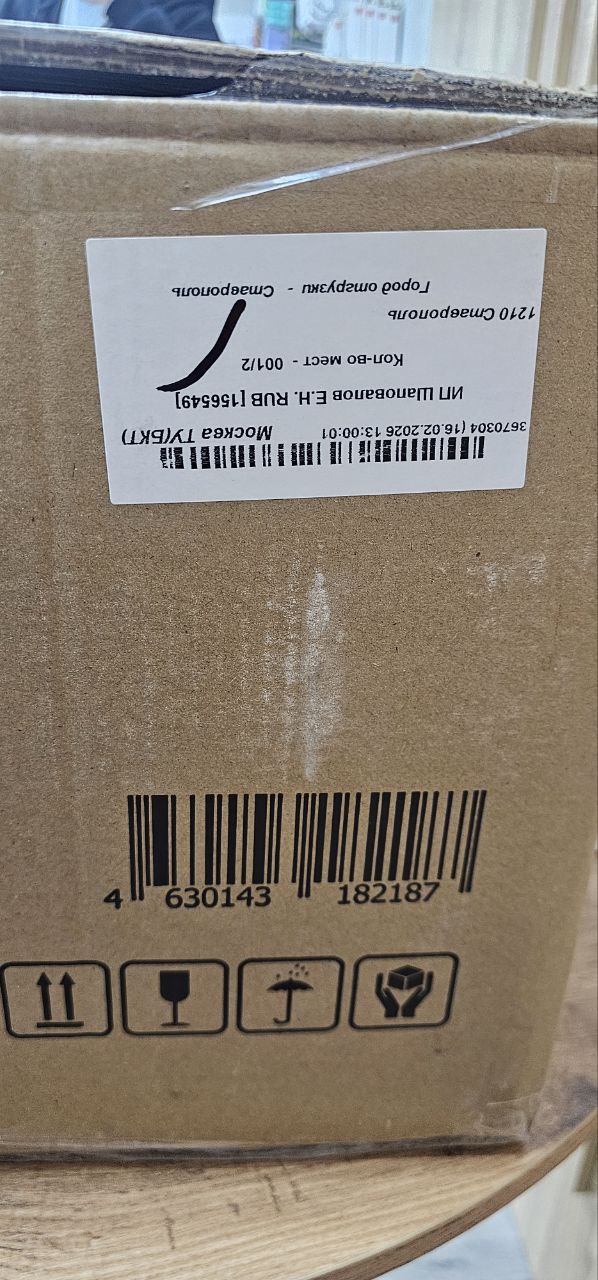 3670304 (16.02.2026 13:00:01 Москва ТУ(БКТ)
ИП Шаповалов Е.Н. RUB [156549]
Кол-во мест - 001/2
1210 Ставрополь
Город отгрузки - Ставрополь
4 630143 182187